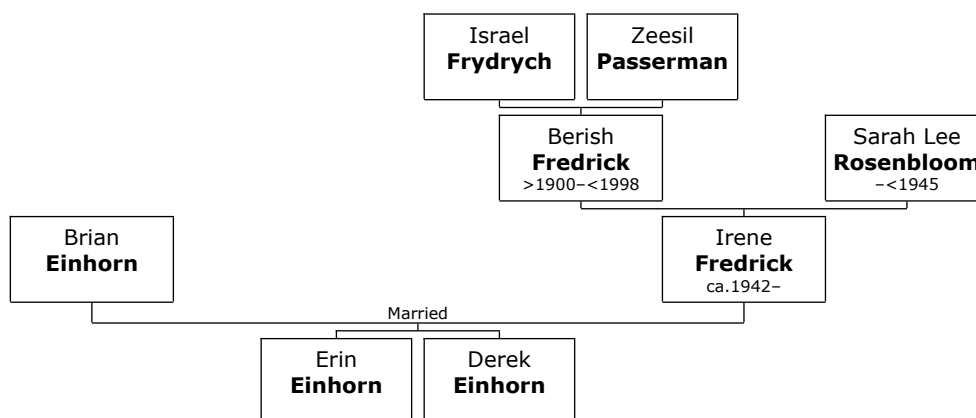 Israel
Frydrych
Zeesil
Passerman
Berish
Fredrick
>1900–<1998
Sarah Lee
Rosenbloom
–<1945
Brian
Einhorn
Irene
Fredrick
ca.1942–
Married
Erin
Einhorn
Derek
Einhorn